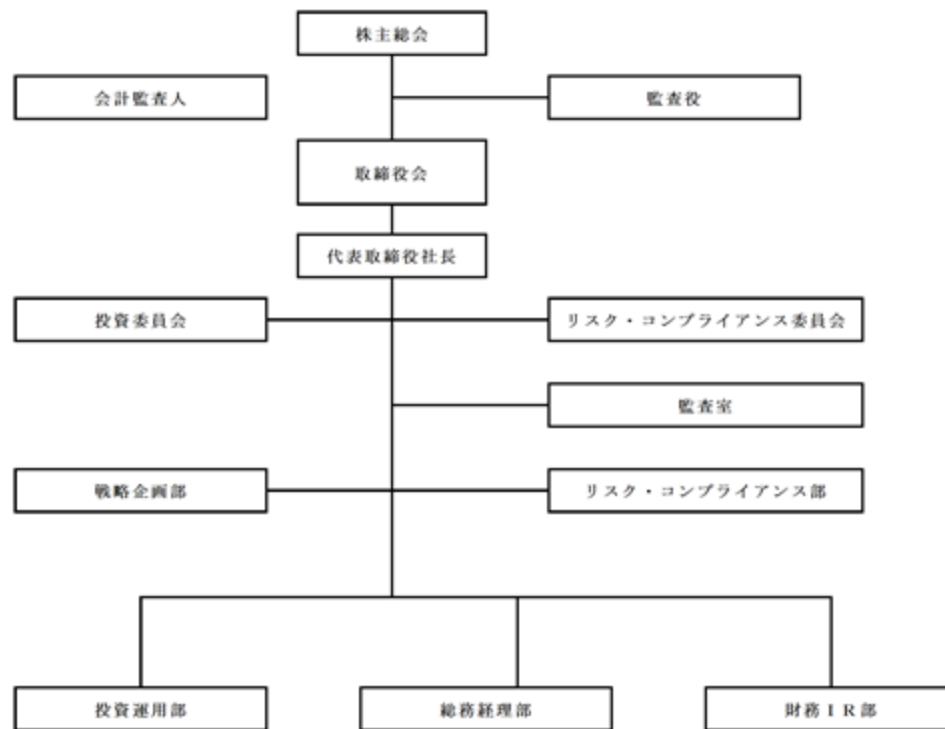 株主総会
会計監査人
監査役
取締役会
代表取締役社長
投資委員会
リスク・コンプライアンス委員会
監査室
戦略企画部
リスク・コンプライアンス部
投資運用部
総務経理部
財務ＩＲ部